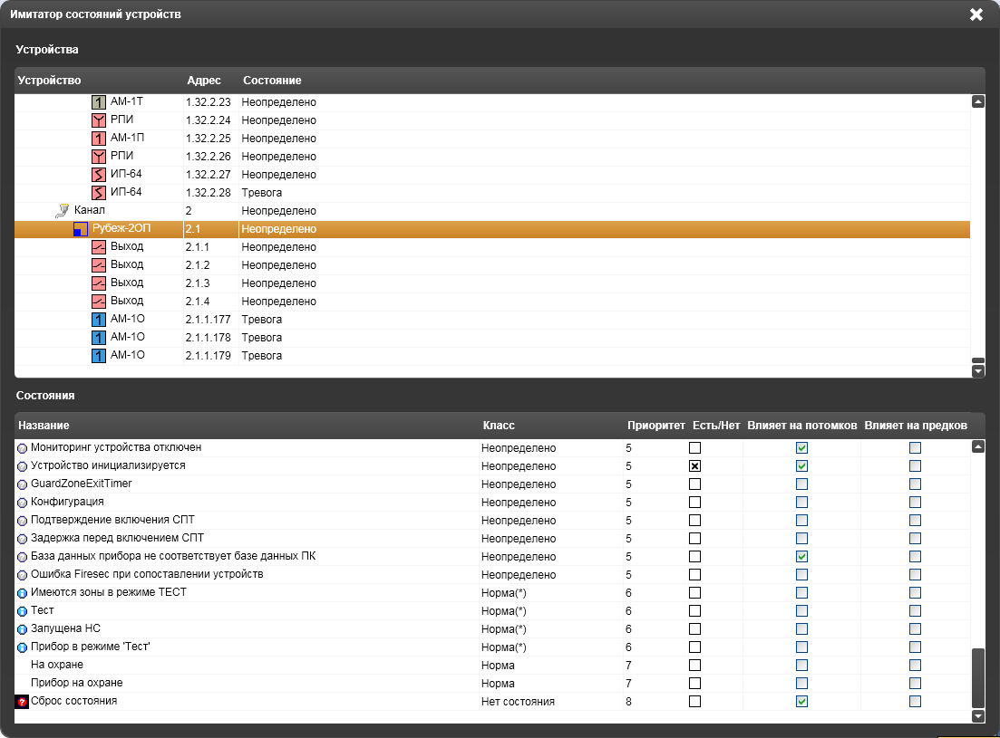 Имитатор состояний устройств
Устройства
Устройство Адрес Состояние
АМ-1Т 1.32.2.23 Неопределено
РПИ 1.32.2.24 Неопределено
АМ-1П 1.32.2.25 Неопределено
РПИ 1.32.2.26 Неопределено
ИП-64 1.32.2.27 Неопределено
ИП-64 1.32.2.28 Тревога
Канал 2 Неопределено
Рубеж-2ОП 2.1 Неопределено
Выход 2.1.1 Неопределено
Выход 2.1.2 Неопределено
Выход 2.1.3 Неопределено
Выход 2.1.4 Неопределено
АМ-1О 2.1.1.177 Тревога
АМ-1О 2.1.1.178 Тревога
АМ-1О 2.1.1.179 Тревога
Состояния
Название Класс Приоритет Есть/Нет Влияет на потомков Влияет на предков
Мониторинг устройства отключен Неопределено 5
Устройство инициализируется Неопределено 5
GuardZoneExitTimer Неопределено 5
Конфигурация Неопределено 5
Подтверждение включения СПТ Неопределено 5
Задержка перед включением СПТ Неопределено 5
База данных прибора не соответствует базе данных ПК Неопределено 5
Ошибка Firesec при сопоставлении устройств Неопределено 5
Имеются зоны в режиме ТЕСТ Норма(*) 6
Тест Норма(*) 6
Запущена НС Норма(*) 6
Прибор в режиме 'Тест' Норма(*) 6
На охране Норма 7
Прибор на охране Норма 7
Сброс состояния Нет состояния 8